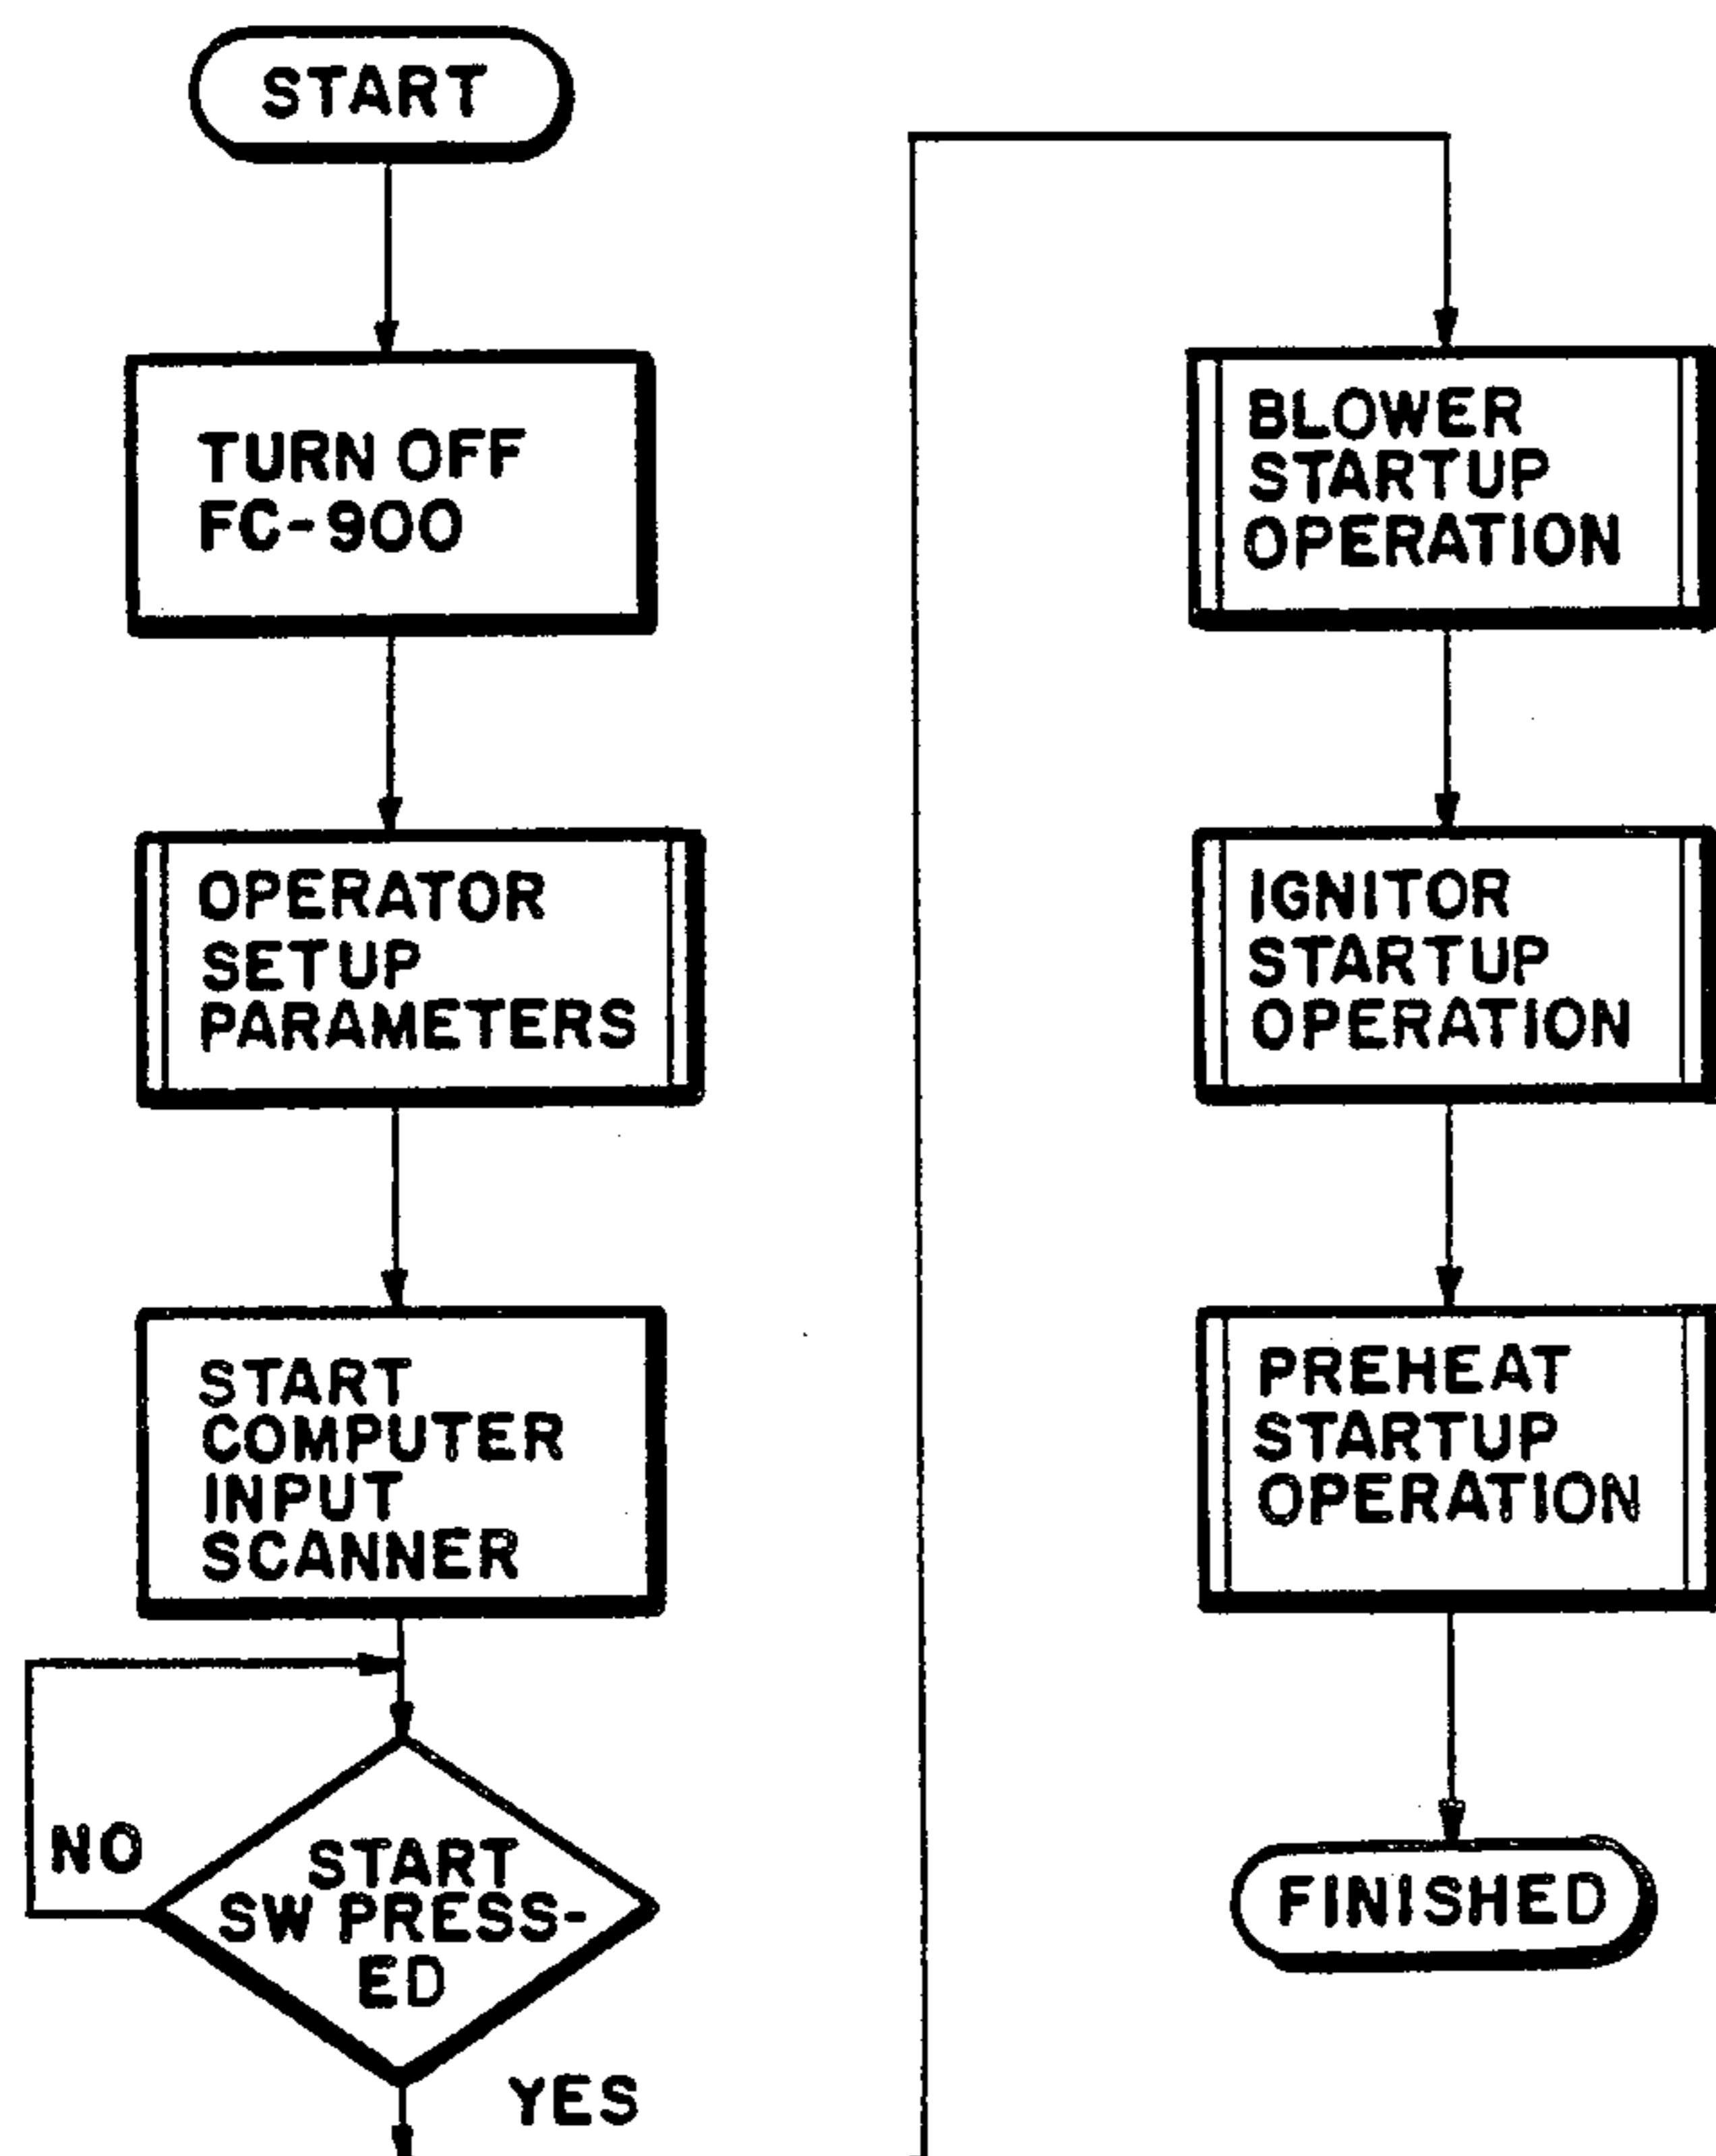 START
TURN OFF
FC-900
OPERATOR
SETUP
PARAMETERS
START
COMPUTER
INPUT
SCANNER
NO
START
SW PRESS-
ED
YES
BLOWER
STARTUP
OPERATION
IGNITOR
STARTUP
OPERATION
PREHEAT
STARTUP
OPERATION
FINISHED